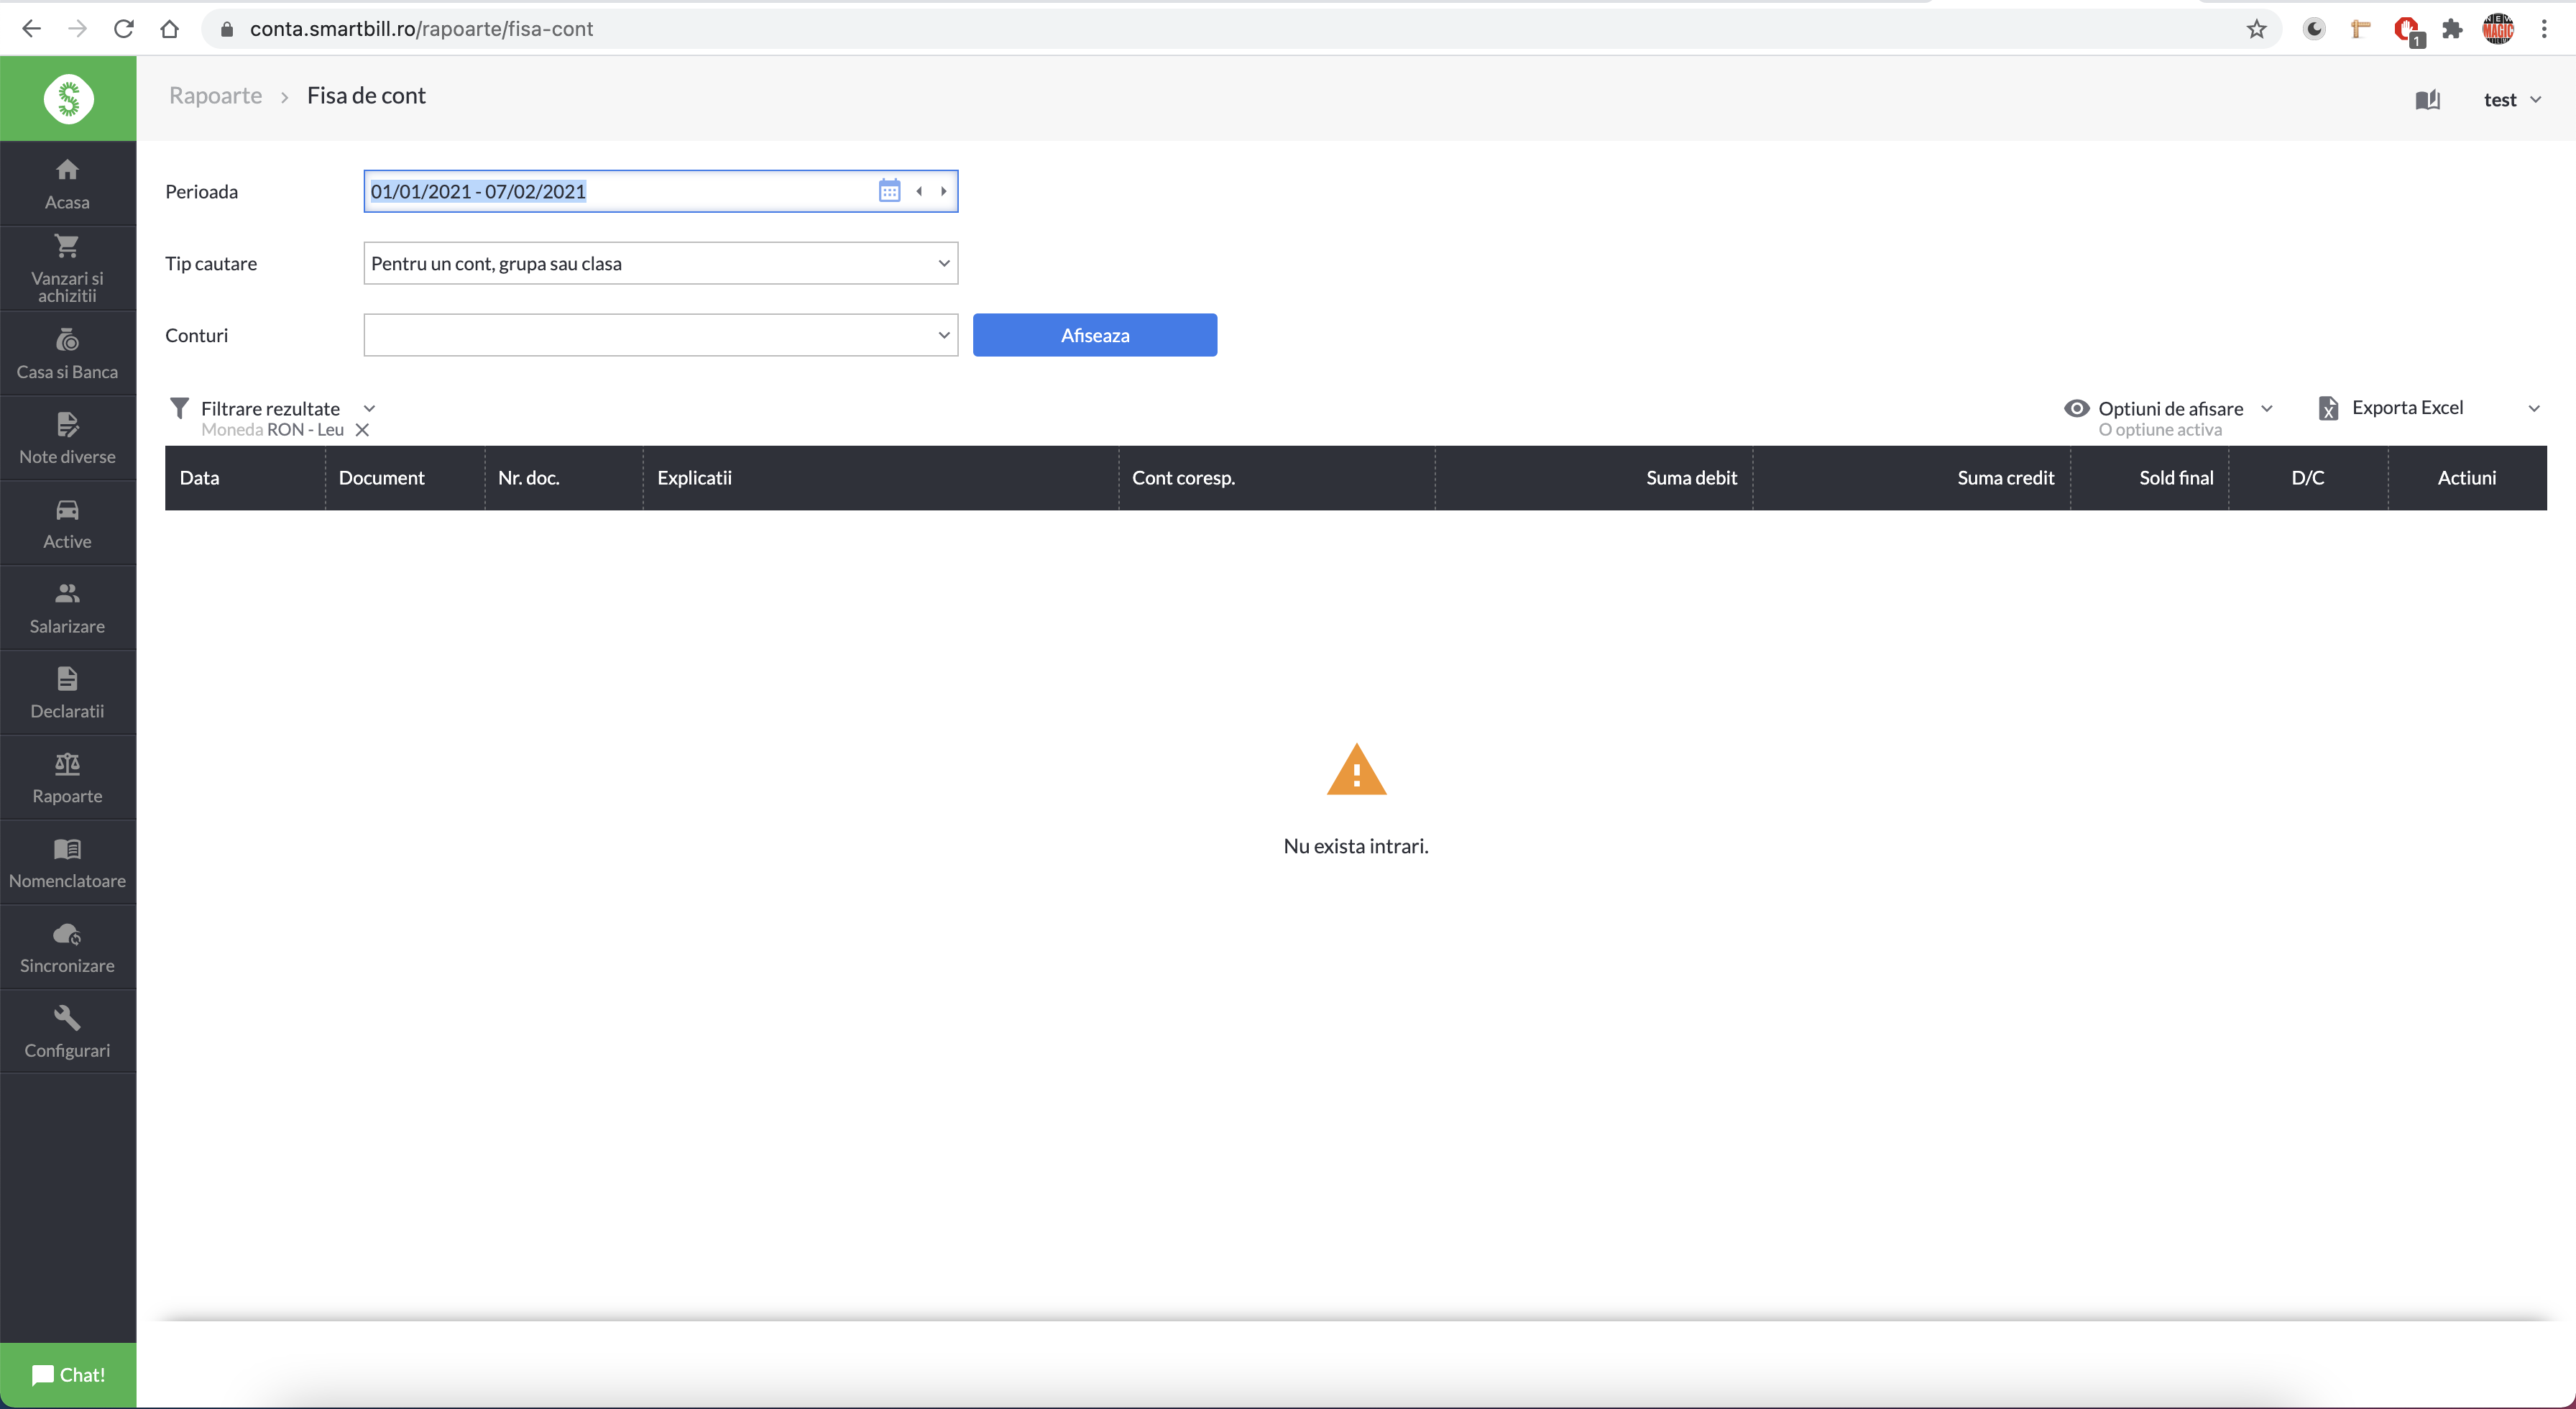 conta.smartbill.ro/rapoarte/fisa-cont
1
NEW
MAGIC
Rapoarte > Fisa de cont
test
Acasa
Vanzari si
achizitii
Casa si Banca
Note diverse
Active
Salarizare
Declaratii
Rapoarte
Nomenclatoare
Sincronizare
Configurari
Chat!
Perioada 01/01/2021 - 07/02/2021
Tip cautare Pentru un cont, grupa sau clasa
Conturi Afiseaza
Filtrare rezultate
Moneda RON - Leu
Optiuni de afisare
O optiune activa
Exporta Excel
Data Document Nr. doc. Explicatii Cont coresp. Suma debit Suma credit Sold final D/C Actiuni
Nu exista intrari.